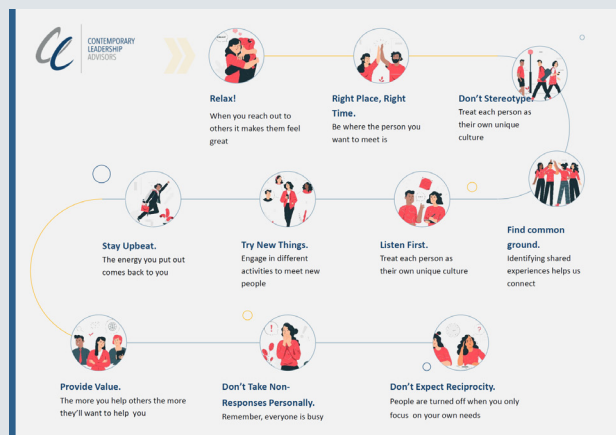 CONTEMPORARY
LEADERSHIP
ADVISORS
Relax!
When you reach out to
others it makes them feel
great
Right Place, Right
Time.
Be where the person you
want to meet is
Don't Stereotype.
Treat each person as
their own unique
culture
Stay Upbeat.
The energy you put out
comes back to you
Try New Things.
Engage in different
activities to meet new
people
Listen First.
Treat each person as
their own unique culture
Find common
ground.
Identifying shared
experiences helps us
connect
Provide Value.
The more you help others the more
they'll want to help you
Don't Take Non-
Responses Personally.
Remember, everyone is busy
Don't Expect Reciprocity.
People are turned off when you only
focus on your own needs